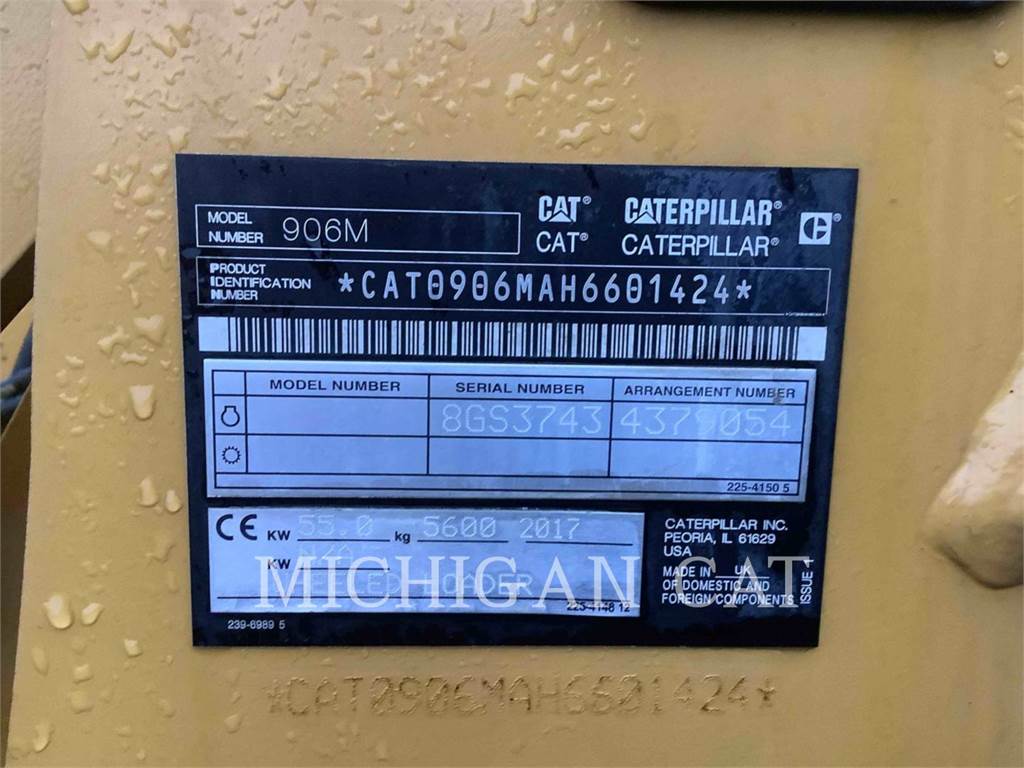 MODEL NUMBER 906M
CAT® CATERPILLAR®
CAT® CATERPILLAR®
PRODUCT IDENTIFICATION NUMBER *CAT0906MAH6601424*
MODEL NUMBER SERIAL NUMBER ARRANGEMENT NUMBER
8GS3743 4379054
225-4150 5
CE KW 55.0 kg 5600 2017
KW N/A
LOADER
225-4148 12
CATERPILLAR INC.
PEORIA, IL 61629
USA
MADE IN UK
OF DOMESTIC AND
FOREIGN COMPONENTS
ISSUE 1
239-6989 5
MICHIGAN CAT
*CAT0906MAH6601424*